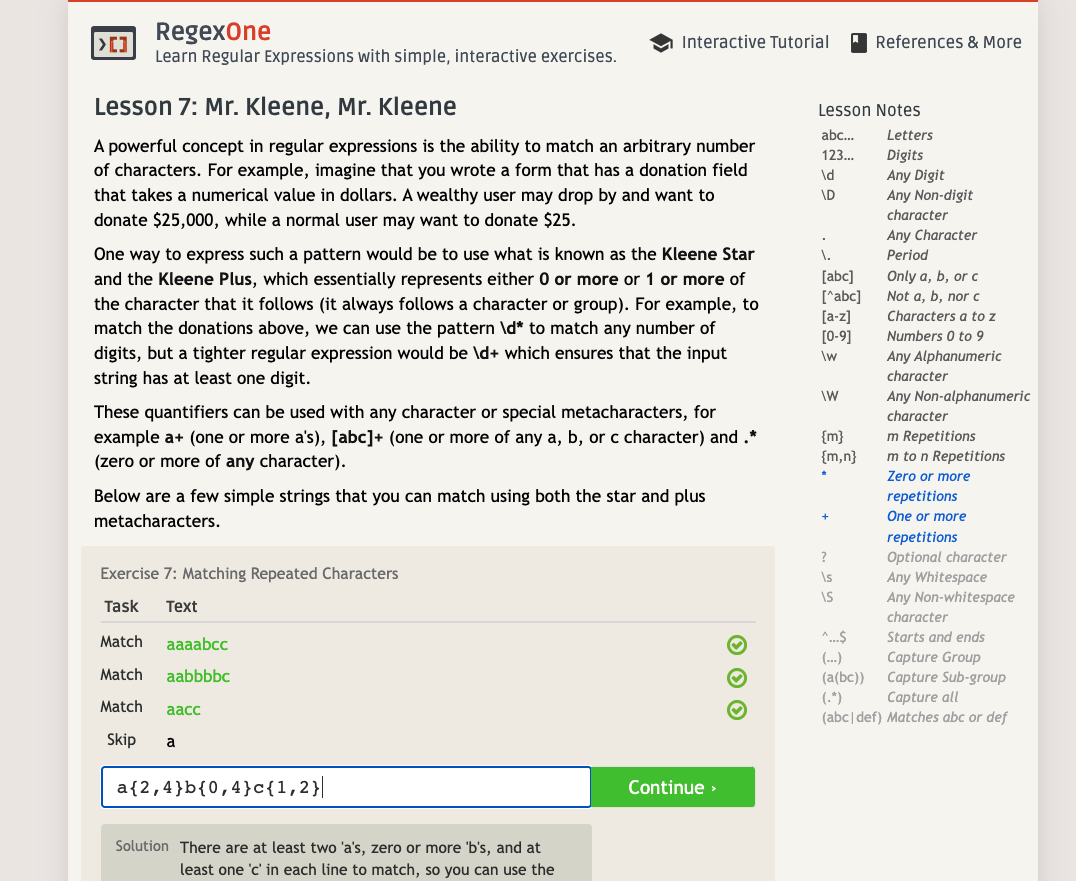 RegexOne
Learn Regular Expressions with simple, interactive exercises.
Interactive Tutorial
References & More
Lesson 7: Mr. Kleene, Mr. Kleene
A powerful concept in regular expressions is the ability to match an arbitrary number
of characters. For example, imagine that you wrote a form that has a donation field
that takes a numerical value in dollars. A wealthy user may drop by and want to
donate $25,000, while a normal user may want to donate $25.
One way to express such a pattern would be to use what is known as the Kleene Star
and the Kleene Plus, which essentially represents either 0 or more or 1 or more of
the character that it follows (it always follows a character or group). For example, to
match the donations above, we can use the pattern \d* to match any number of
digits, but a tighter regular expression would be \d+ which ensures that the input
string has at least one digit.
These quantifiers can be used with any character or special metacharacters, for
example a+ (one or more a's), [abc]+ (one or more of any a, b, or c character) and .*
(zero or more of any character).
Below are a few simple strings that you can match using both the star and plus
metacharacters.
Exercise 7: Matching Repeated Characters
Task Text
Match aaaabcc
Match aabbbbc
Match aacc
Skip a
a{2,4}b{0,4}c{1,2}
Continue ›
Solution There are at least two 'a's, zero or more 'b's, and at
least one 'c' in each line to match, so you can use the
Lesson Notes
abc… Letters
123… Digits
\d Any Digit
\D Any Non-digit
character
. Any Character
\. Period
[abc] Only a, b, or c
[^abc] Not a, b, nor c
[a-z] Characters a to z
[0-9] Numbers 0 to 9
\w Any Alphanumeric
character
\W Any Non-alphanumeric
character
{m} m Repetitions
{m,n} m to n Repetitions
* Zero or more
repetitions
+ One or more
repetitions
? Optional character
\s Any Whitespace
\S Any Non-whitespace
character
^…$ Starts and ends
(…) Capture Group
(a(bc)) Capture Sub-group
(.*) Capture all
(abc|def) Matches abc or def